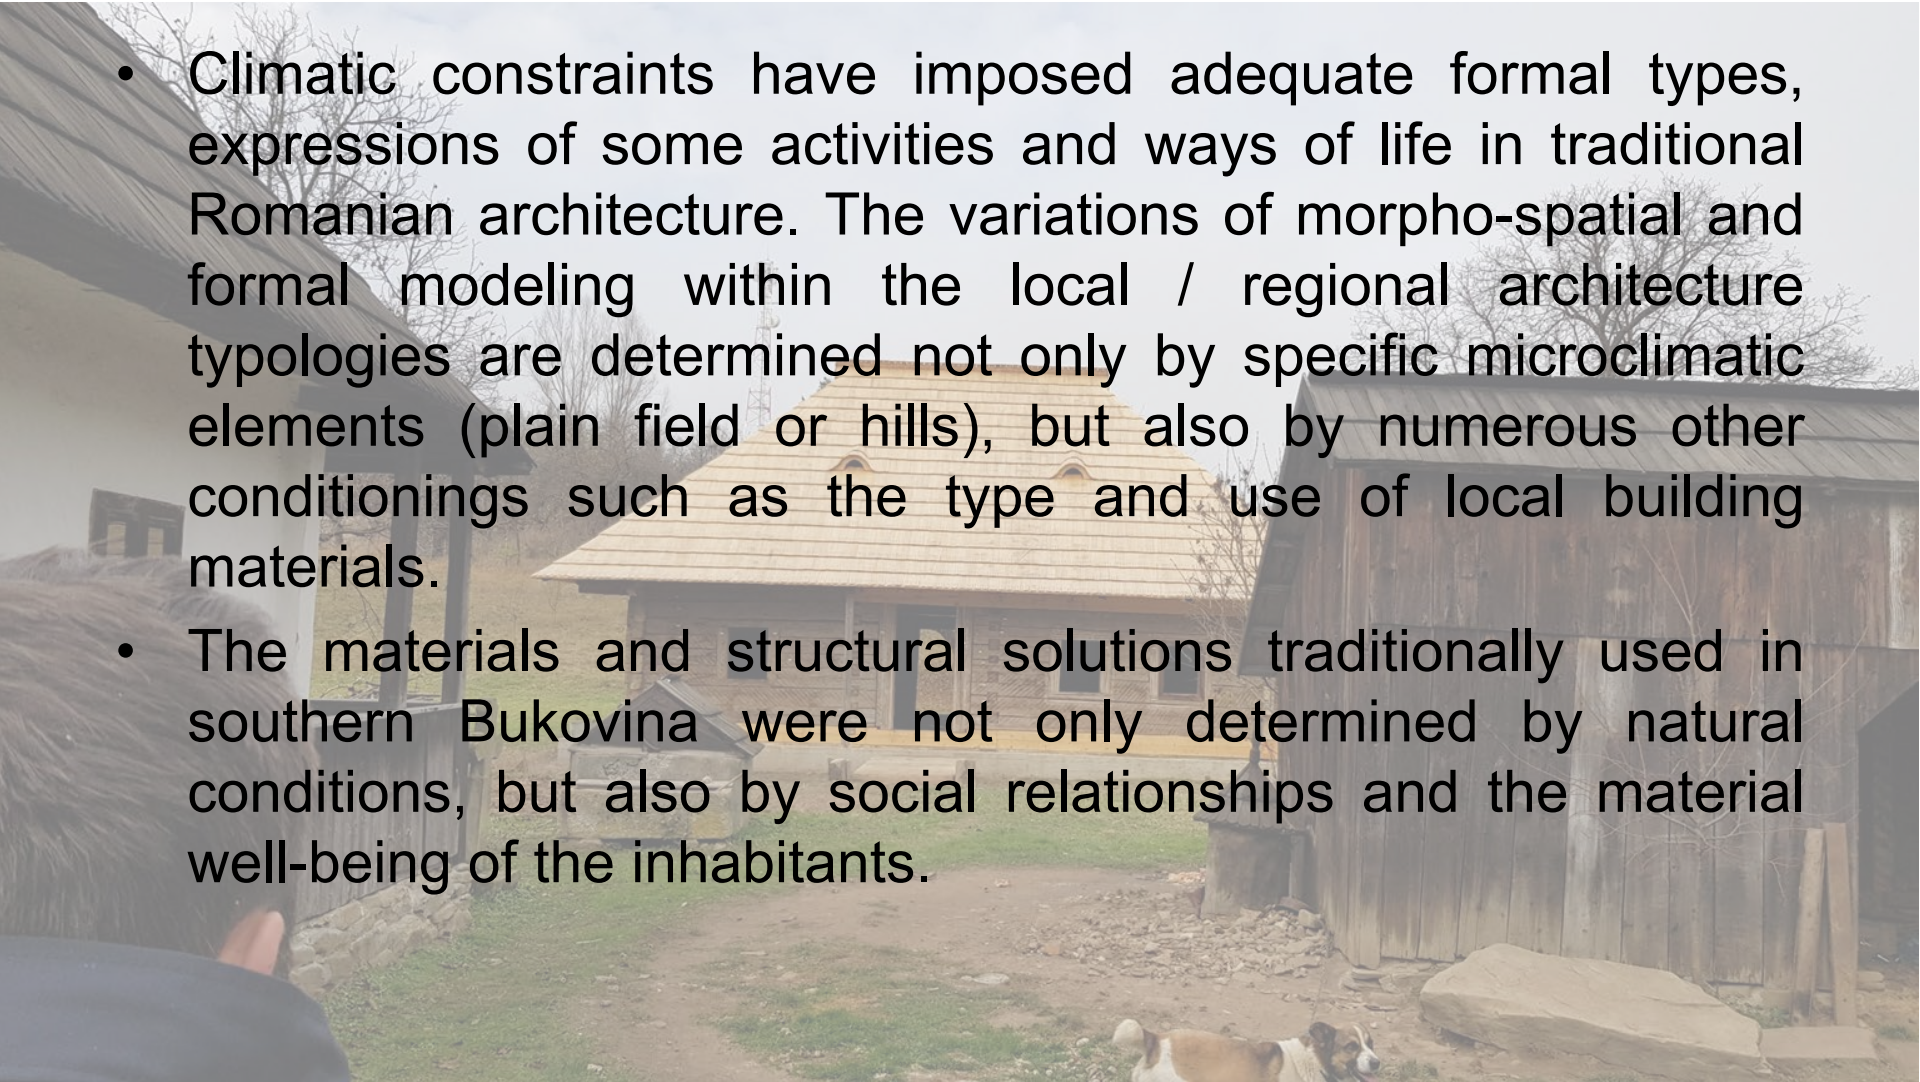 • Climatic constraints have imposed adequate formal types,
expressions of some activities and ways of life in traditional
Romanian architecture. The variations of morpho-spatial and
formal modeling within the local / regional architecture
typologies are determined not only by specific microclimatic
elements (plain field or hills), but also by numerous other
conditionings such as the type and use of local building
materials.
• The materials and structural solutions traditionally used in
southern Bukovina were not only determined by natural
conditions, but also by social relationships and the material
well-being of the inhabitants.